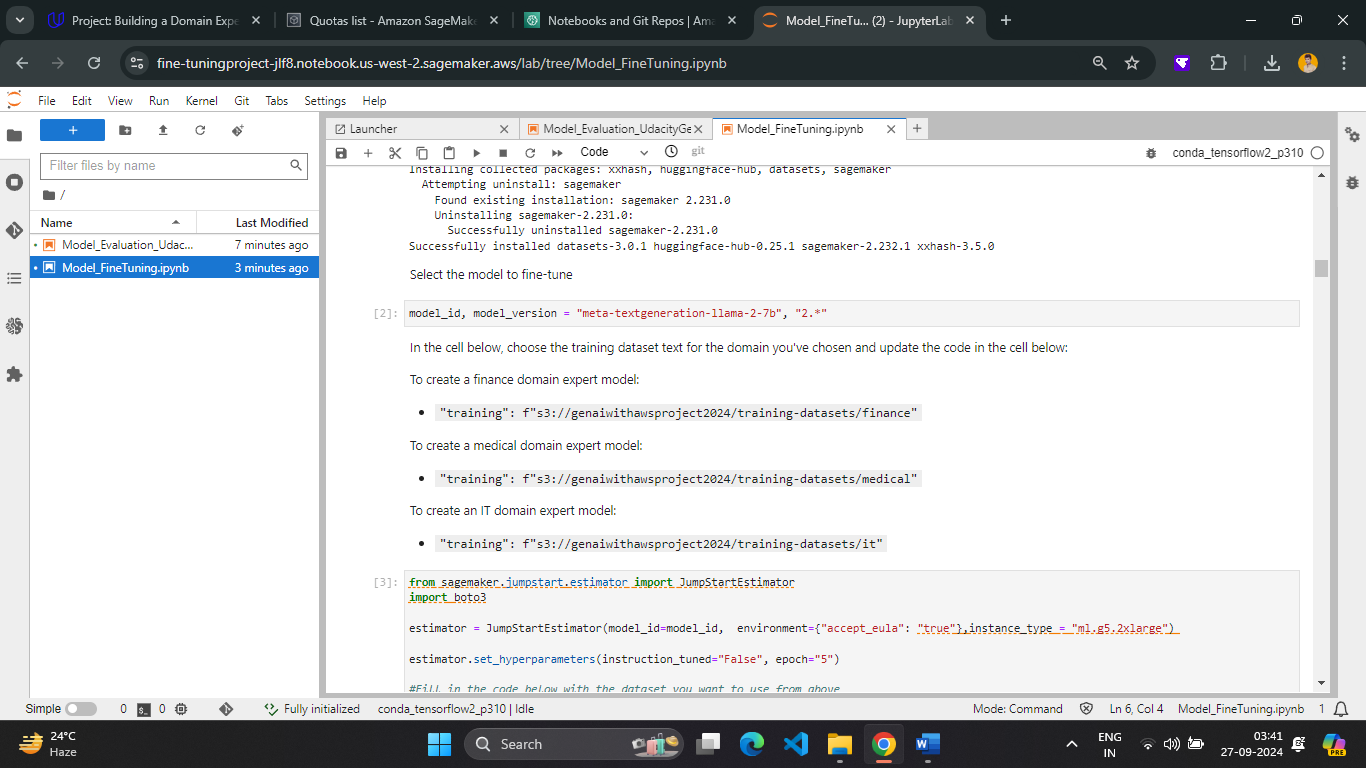 Project: Building a Domain Expe
Quotas list - Amazon SageMake
Notebooks and Git Repos | Ama
Model_FineTu... (2) - JupyterLab
fine-tuningproject-jlf8.notebook.us-west-2.sagemaker.aws/lab/tree/Model_FineTuning.ipynb
File Edit View Run Kernel Git Tabs Settings Help
Filter files by name
/
Name Last Modified
Model_Evaluation_Udac... 7 minutes ago
Model_FineTuning.ipynb 3 minutes ago
Launcher
Model_Evaluation_UdacityGe
Model_FineTuning.ipynb
Code
git
conda_tensorflow2_p310
Installing collected packages: xxhash, huggingface-hub, datasets, sagemaker
Attempting uninstall: sagemaker
Found existing installation: sagemaker 2.231.0
Uninstalling sagemaker-2.231.0:
Successfully uninstalled sagemaker-2.231.0
Successfully installed datasets-3.0.1 huggingface-hub-0.25.1 sagemaker-2.232.1 xxhash-3.5.0
Select the model to fine-tune
[2]: model_id, model_version = "meta-textgeneration-llama-2-7b", "2.*"
In the cell below, choose the training dataset text for the domain you've chosen and update the code in the cell below:
To create a finance domain expert model:
• "training": f"s3://genaiwithawsproject2024/training-datasets/finance"
To create a medical domain expert model:
• "training": f"s3://genaiwithawsproject2024/training-datasets/medical"
To create an IT domain expert model:
• "training": f"s3://genaiwithawsproject2024/training-datasets/it"
[3]: from sagemaker.jumpstart.estimator import JumpStartEstimator
import boto3
estimator = JumpStartEstimator(model_id=model_id,  environment={"accept_eula": "true"},instance_type = "ml.g5.2xlarge")
estimator.set_hyperparameters(instruction_tuned="False", epoch="5")
#Fill in the code below with the dataset you want to use from above
Simple 0 0 Fully initialized conda_tensorflow2_p310 | Idle Mode: Command Ln 6, Col 4 Model_FineTuning.ipynb 1
24°C
Haze
Search
ENG
IN
03:41
27-09-2024
PRE